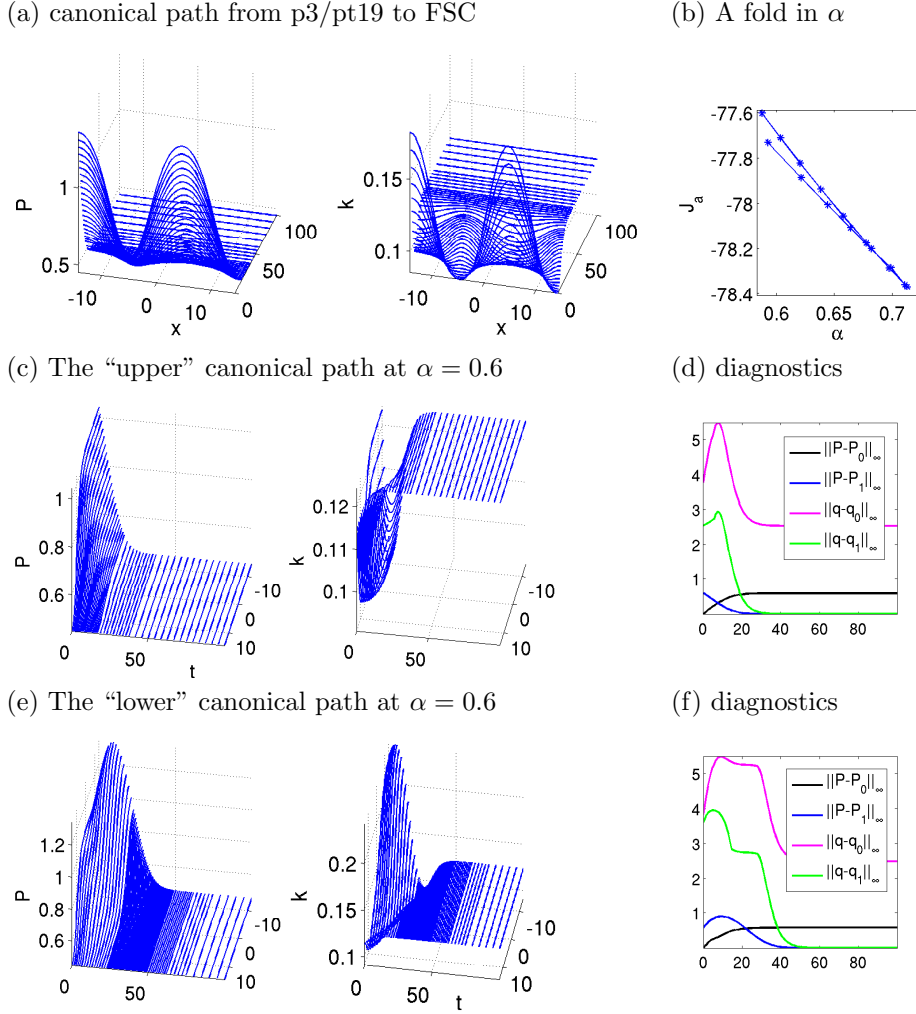 (a) canonical path from p3/pt19 to FSC
1
0.5
P
-10
0
10
x
0
50
100
0.15
0.1
k
-10
0
10
x
0
50
100
(b) A fold in α
-77.6
-77.8
-78
-78.2
-78.4
J_a
0.6
0.65
0.7
α
(c) The “upper” canonical path at α = 0.6
1
0.8
0.6
P
0
50
t
-10
0
10
0.12
0.11
0.1
k
0
50
-10
0
10
(d) diagnostics
5
4
3
2
1
0
20
40
60
80
||P-P_0||_∞
||P-P_1||_∞
||q-q_0||_∞
||q-q_1||_∞
(e) The “lower” canonical path at α = 0.6
1.2
1
0.8
0.6
P
0
50
-10
0
10
0.2
0.15
0.1
k
0
50
t
-10
0
10
(f) diagnostics
5
4
3
2
1
0
20
40
60
80
||P-P_0||_∞
||P-P_1||_∞
||q-q_0||_∞
||q-q_1||_∞